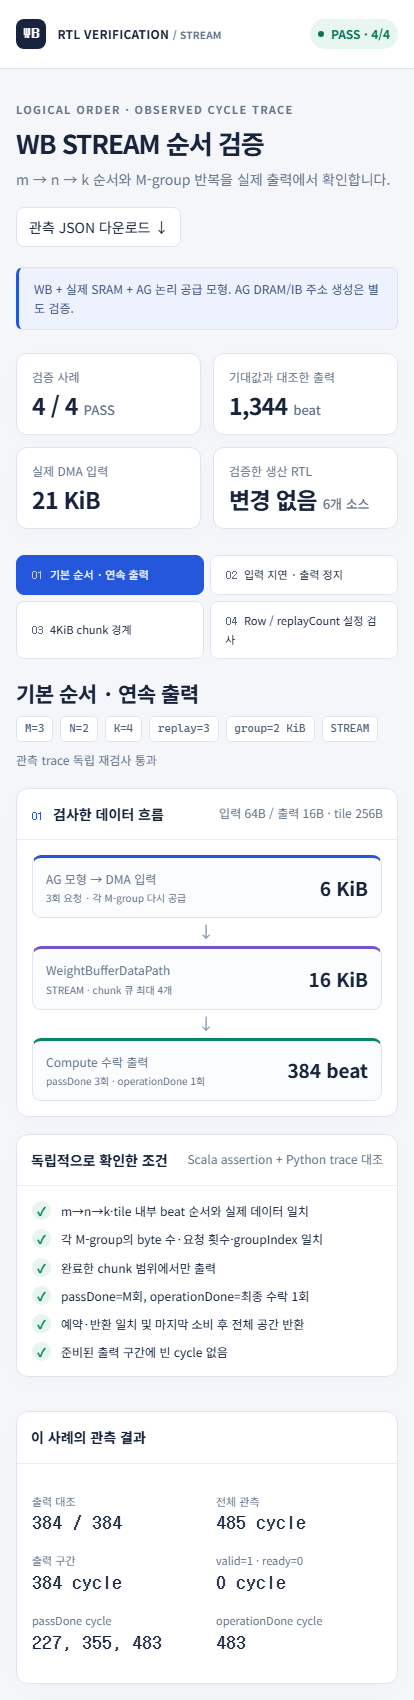 WB RTL VERIFICATION / STREAM PASS · 4/4
LOGICAL ORDER · OBSERVED CYCLE TRACE
WB STREAM 순서 검증
m → n → k 순서와 M-group 반복을 실제 출력에서 확인합니다.
관측 JSON 다운로드 ↓
WB + 실제 SRAM + AG 논리 공급 모형. AG DRAM/IB 주소 생성은 별
도 검증.
검증 사례
4 / 4 PASS
기대값과 대조한 출력
1,344 beat
실제 DMA 입력
21 KiB
검증한 생산 RTL
변경 없음 6개 소스
01 기본 순서 · 연속 출력
02 입력 지연 · 출력 정지
03 4KiB chunk 경계
04 Row / replayCount 설정 검
사
기본 순서 · 연속 출력
M=3 N=2 K=4 replay=3 group=2 KiB STREAM
관측 trace 독립 재검사 통과
01 검사한 데이터 흐름 입력 64B / 출력 16B · tile 256B
AG 모형 → DMA 입력
3회 요청 · 각 M-group 다시 공급
6 KiB
↓
WeightBufferDataPath
STREAM · chunk 큐 최대 4개
16 KiB
↓
Compute 수락 출력
passDone 3회 · operationDone 1회
384 beat
독립적으로 확인한 조건 Scala assertion + Python trace 대조
✓ m→n→k·tile 내부 beat 순서와 실제 데이터 일치
✓ 각 M-group의 byte 수·요청 횟수·groupIndex 일치
✓ 완료한 chunk 범위에서만 출력
✓ passDone=M회, operationDone=최종 수락 1회
✓ 예약·반환 일치 및 마지막 소비 후 전체 공간 반환
✓ 준비된 출력 구간에 빈 cycle 없음
이 사례의 관측 결과
출력 대조
384 / 384
전체 관측
485 cycle
출력 구간
384 cycle
valid=1 · ready=0
0 cycle
passDone cycle
227, 355, 483
operationDone cycle
483